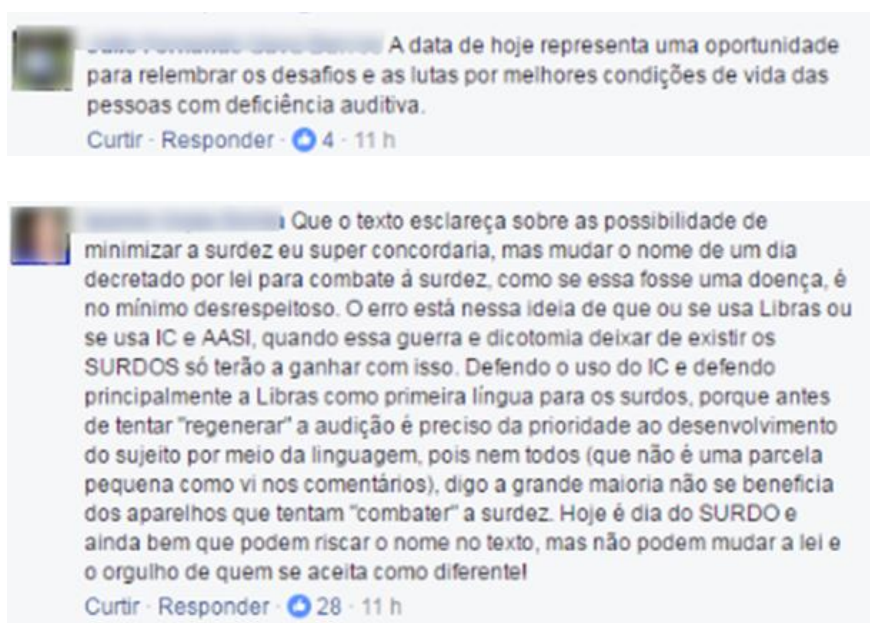 A data de hoje representa uma oportunidade
para relembrar os desafios e as lutas por melhores condições de vida das
pessoas com deficiência auditiva.
Curtir · Responder · 4 · 11 h
Que o texto esclareça sobre as possibilidade de
minimizar a surdez eu super concordaria, mas mudar o nome de um dia
decretado por lei para combate á surdez, como se essa fosse uma doença, é
no mínimo desrespeitoso. O erro está nessa ideia de que ou se usa Libras ou
se usa IC e AASI, quando essa guerra e dicotomia deixar de existir os
SURDOS só terão a ganhar com isso. Defendo o uso do IC e defendo
principalmente a Libras como primeira língua para os surdos, porque antes
de tentar "regenerar" a audição é preciso da prioridade ao desenvolvimento
do sujeito por meio da linguagem, pois nem todos (que não é uma parcela
pequena como vi nos comentários), digo a grande maioria não se beneficia
dos aparelhos que tentam "combater" a surdez. Hoje é dia do SURDO e
ainda bem que podem riscar o nome no texto, mas não podem mudar a lei e
o orgulho de quem se aceita como diferente!
Curtir · Responder · 28 · 11 h